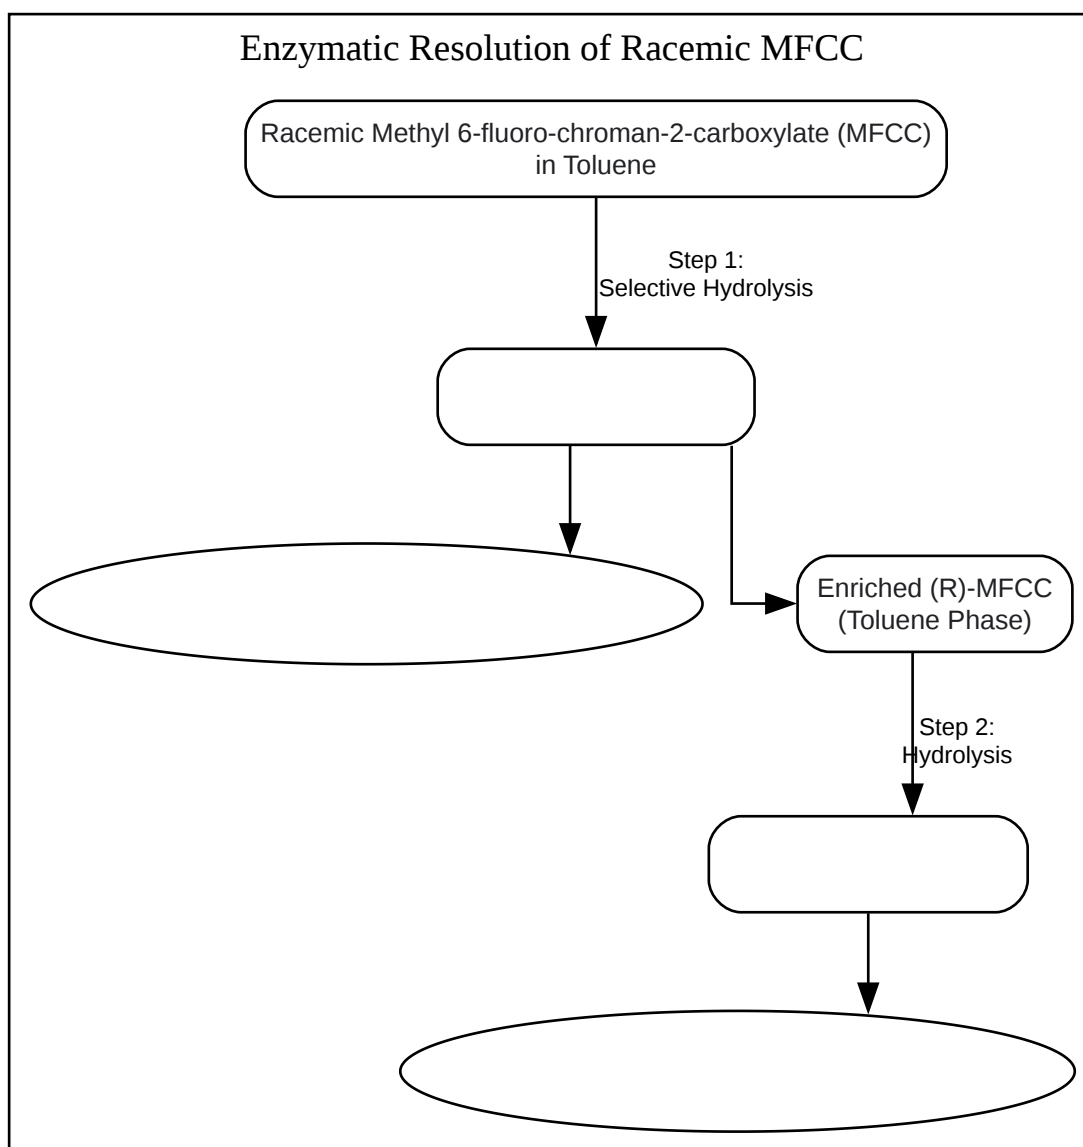 Enzymatic Resolution of Racemic MFCC
Racemic Methyl 6-fluoro-chroman-2-carboxylate (MFCC)
in Toluene
Step 1:
Selective Hydrolysis
Enriched (R)-MFCC
(Toluene Phase)
Step 2:
Hydrolysis